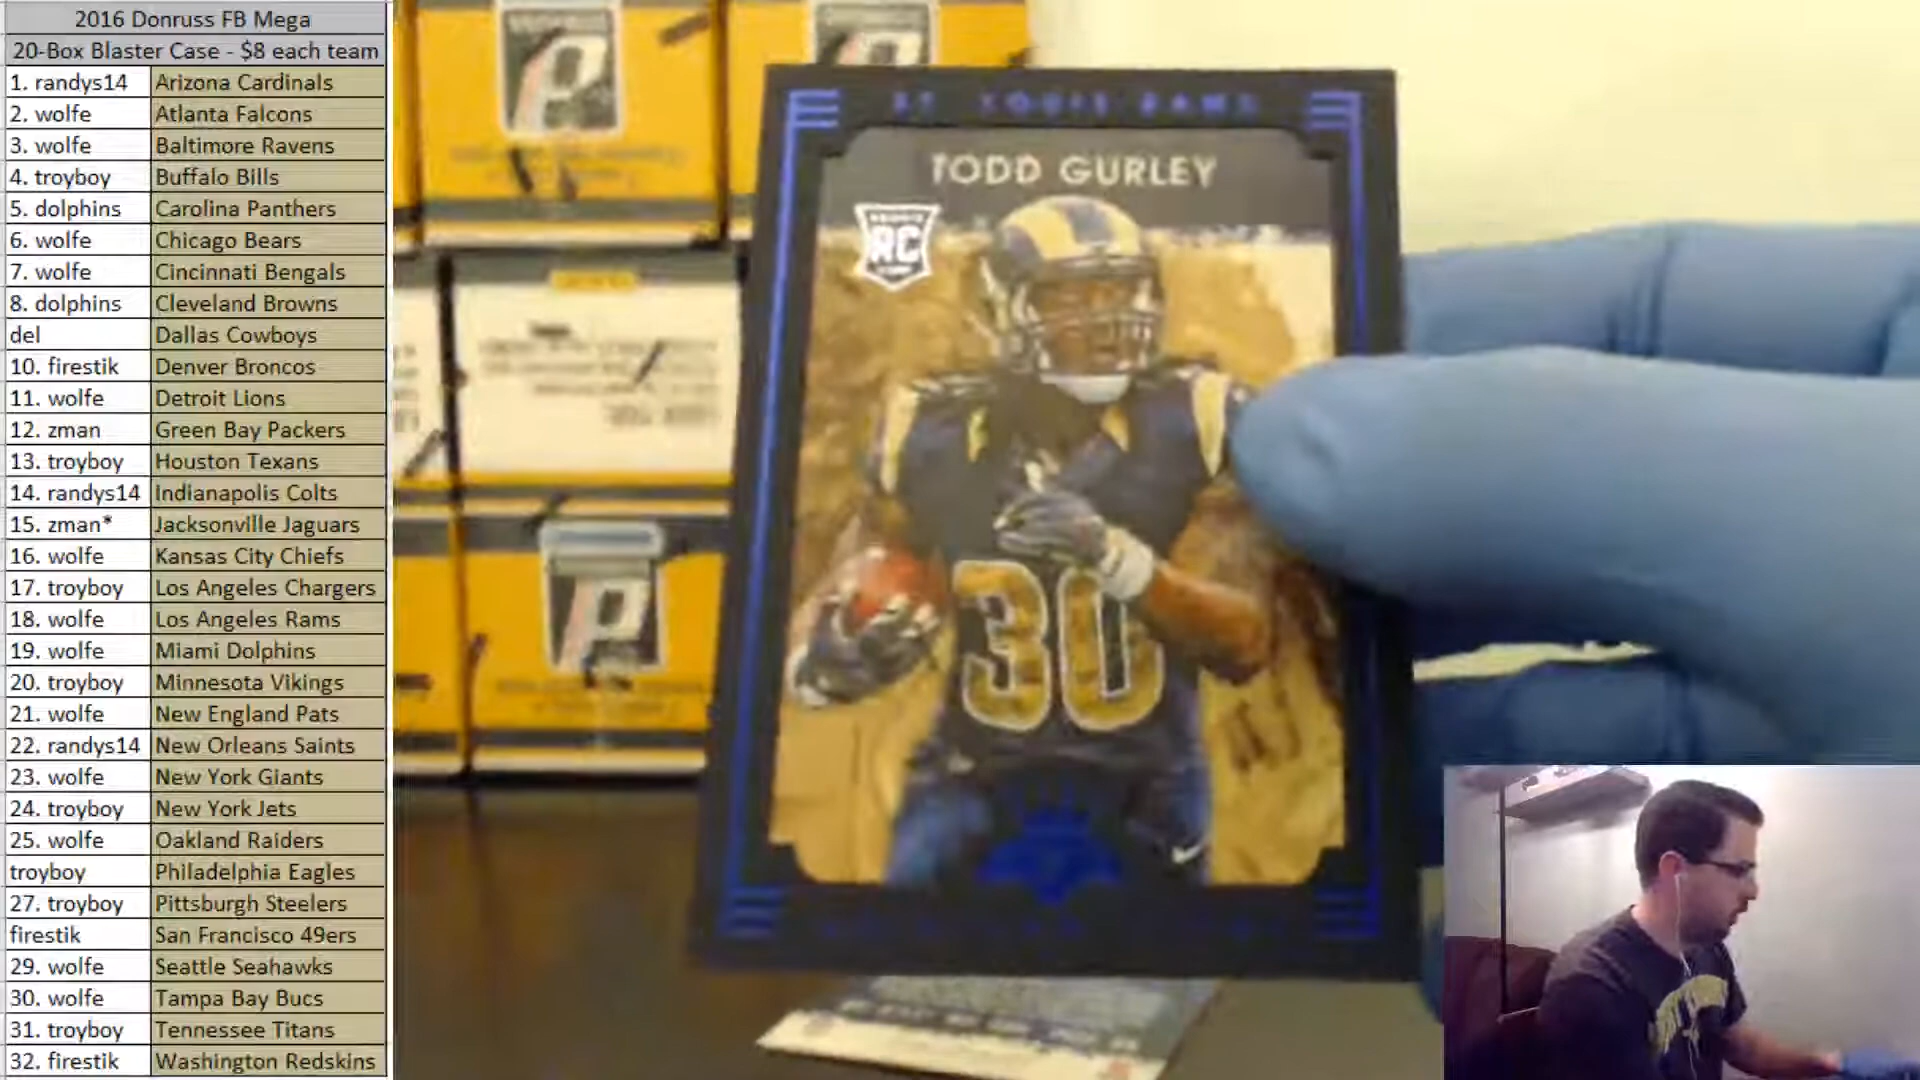 2016 Donruss FB Mega
20-Box Blaster Case - $8 each team
1. randys14 Arizona Cardinals
2. wolfe Atlanta Falcons
3. wolfe Baltimore Ravens
4. troyboy Buffalo Bills
5. dolphins Carolina Panthers
6. wolfe Chicago Bears
7. wolfe Cincinnati Bengals
8. dolphins Cleveland Browns
del Dallas Cowboys
10. firestik Denver Broncos
11. wolfe Detroit Lions
12. zman Green Bay Packers
13. troyboy Houston Texans
14. randys14 Indianapolis Colts
15. zman* Jacksonville Jaguars
16. wolfe Kansas City Chiefs
17. troyboy Los Angeles Chargers
18. wolfe Los Angeles Rams
19. wolfe Miami Dolphins
20. troyboy Minnesota Vikings
21. wolfe New England Pats
22. randys14 New Orleans Saints
23. wolfe New York Giants
24. troyboy New York Jets
25. wolfe Oakland Raiders
troyboy Philadelphia Eagles
27. troyboy Pittsburgh Steelers
firestik San Francisco 49ers
29. wolfe Seattle Seahawks
30. wolfe Tampa Bay Bucs
31. troyboy Tennessee Titans
32. firestik Washington Redskins
ST. LOUIS RAMS
TODD GURLEY
RC
30